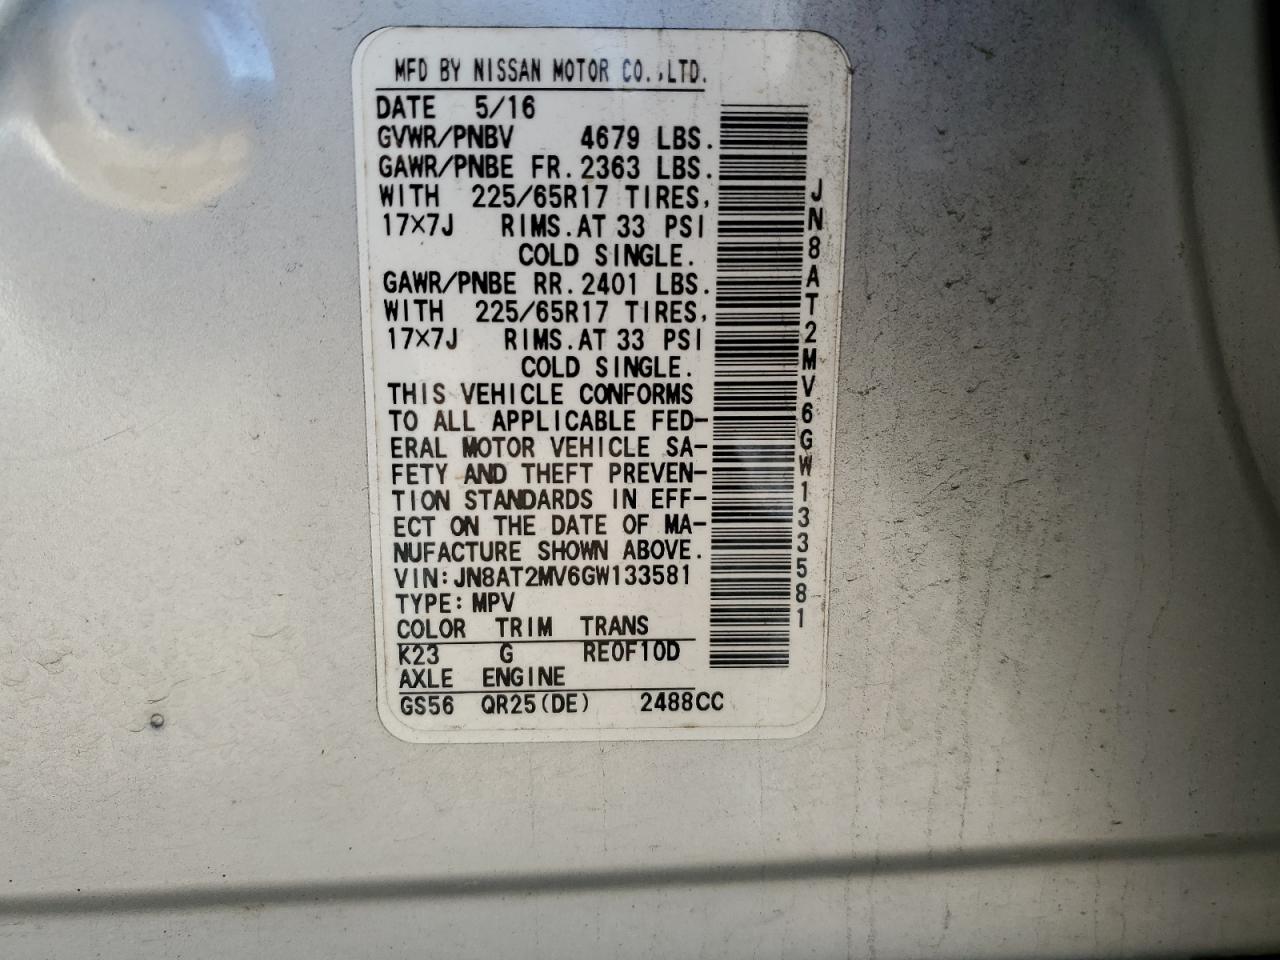 MFD BY NISSAN MOTOR CO.,LTD.
DATE 5/16
GVWR/PNBV 4679 LBS.
GAWR/PNBE FR. 2363 LBS.
WITH 225/65R17 TIRES,
17×7J RIMS. AT 33 PSI
COLD SINGLE.
GAWR/PNBE RR. 2401 LBS.
WITH 225/65R17 TIRES,
17×7J RIMS. AT 33 PSI
COLD SINGLE.
THIS VEHICLE CONFORMS
TO ALL APPLICABLE FED-
ERAL MOTOR VEHICLE SA-
FETY AND THEFT PREVEN-
TION STANDARDS IN EFF-
ECT ON THE DATE OF MA-
NUFACTURE SHOWN ABOVE.
VIN:JN8AT2MV6GW133581
TYPE: MPV
COLOR TRIM TRANS
K23 G RE0F10D
AXLE ENGINE
GS56 QR25(DE) 2488CC
JN8AT2MV6GW133581